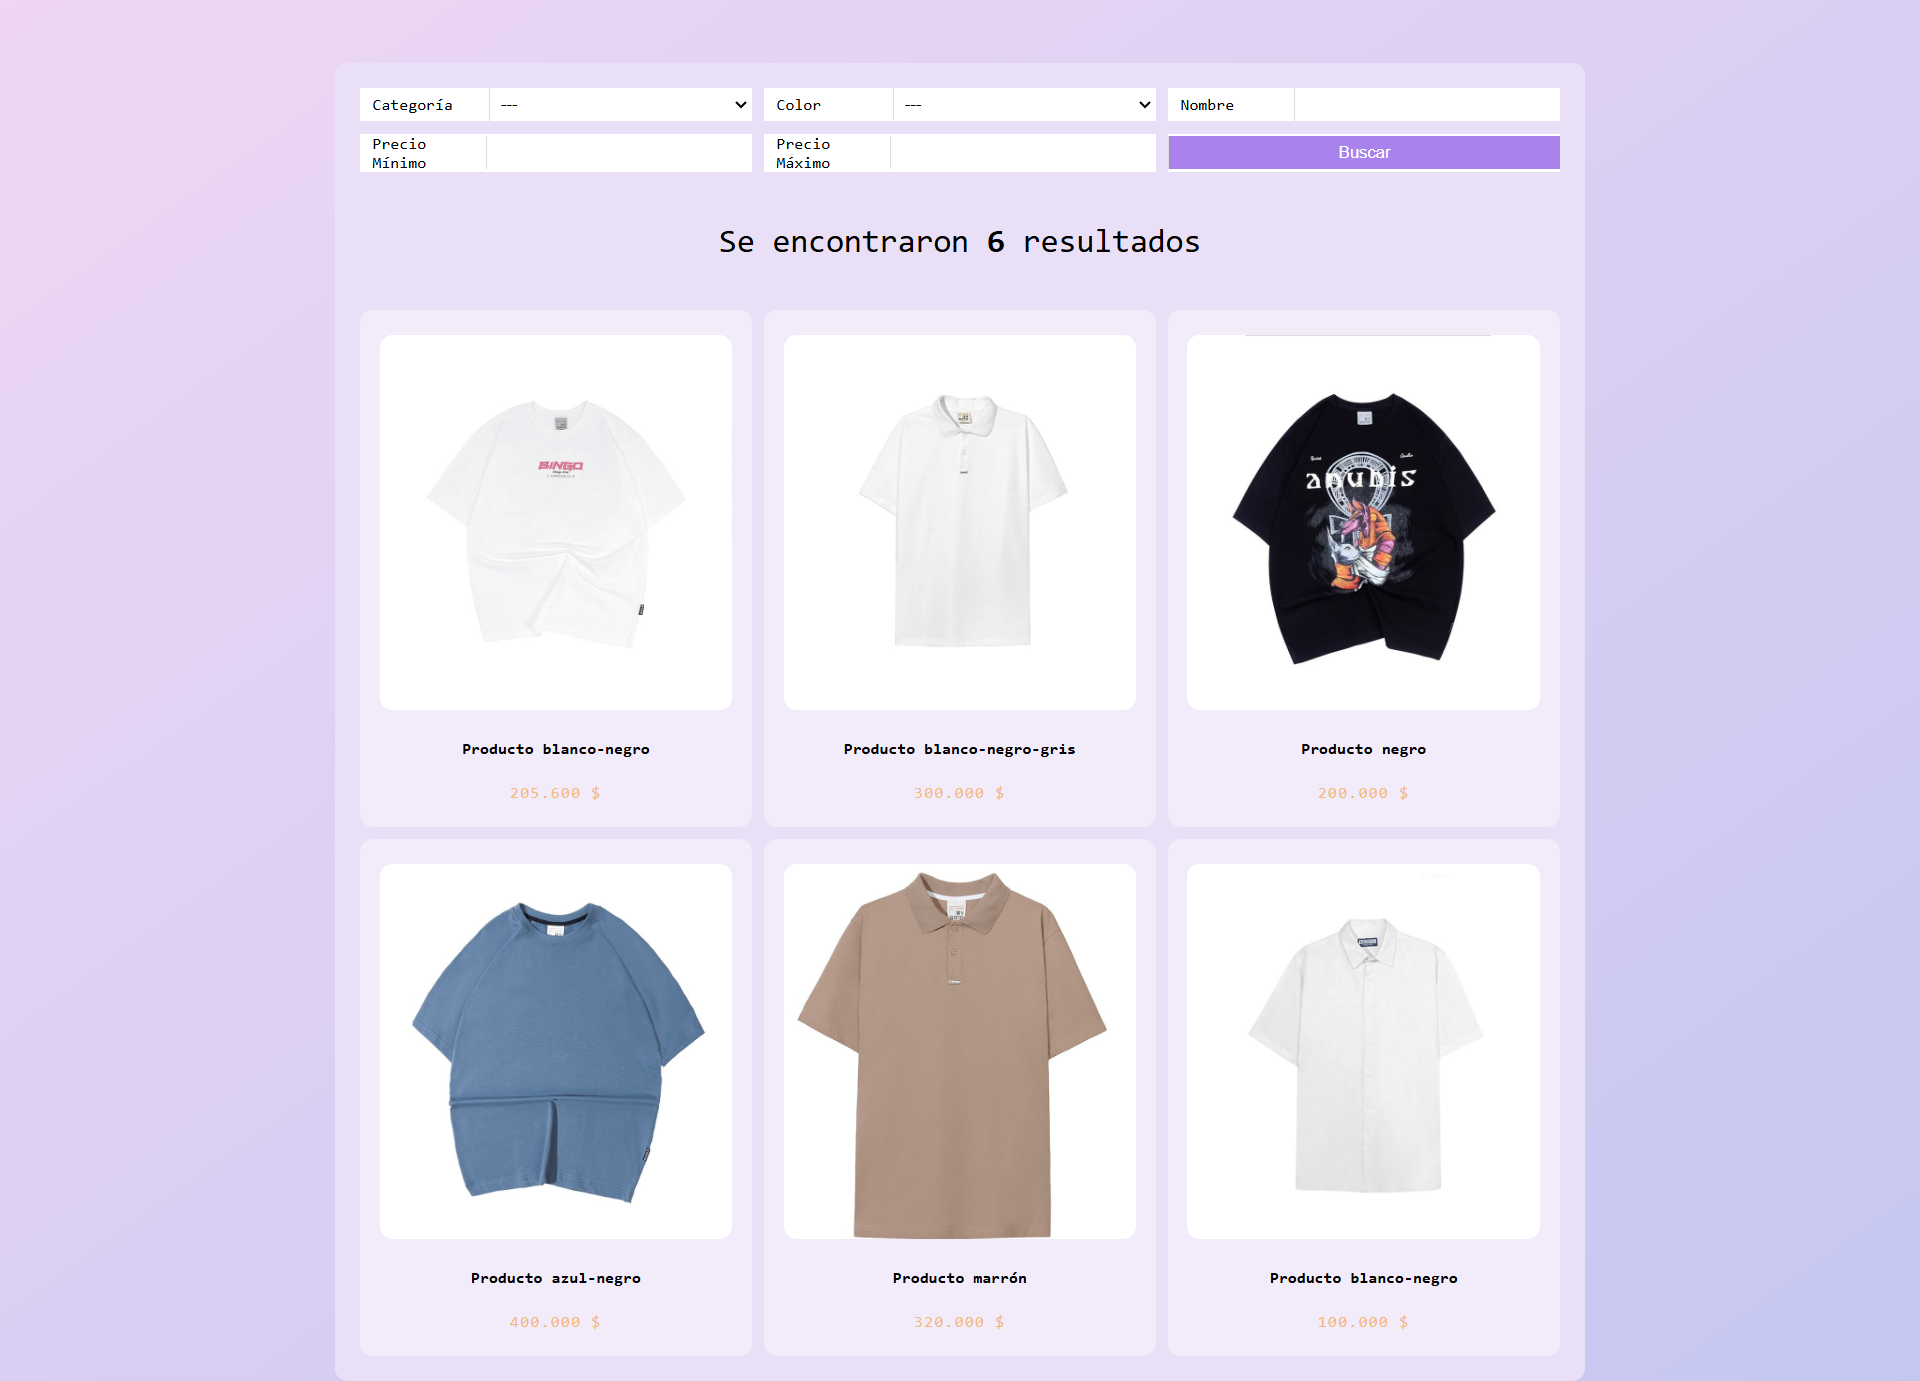 Categoría
---
Color
---
Nombre
Precio
Mínimo
Precio
Máximo
Buscar
Se encontraron 6 resultados
BINGO
anubis
Producto blanco-negro
Producto blanco-negro-gris
Producto negro
205.600 $
300.000 $
200.000 $
Producto azul-negro
Producto marrón
Producto blanco-negro
400.000 $
320.000 $
100.000 $